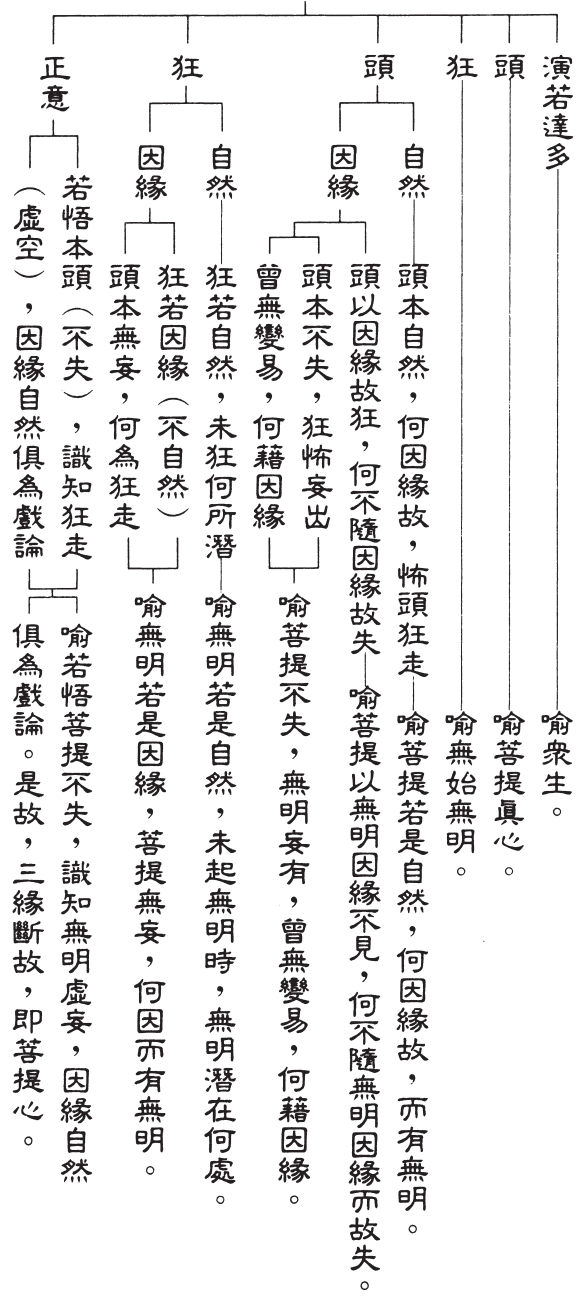 演若達多
喻衆生。
頭
喻菩提眞心。
狂
喻無始無明。
頭
自然
頭本自然，何因緣故，怖頭狂走
喻菩提若是自然，何因緣故，而有無明。
因緣
頭以因緣故狂，何不隨因緣故失
喻菩提以無明因緣不見，何不隨無明因緣而故失。
頭本不失，狂怖妄出
曾無變易，何藉因緣
喻菩提不失，無明妄有，曾無變易，何藉因緣。
狂
自然
狂若自然，未狂何所潛
喻無明若是自然，未起無明時，無明潛在何處。
因緣
狂若因緣（不自然）
頭本無妄，何為狂走
喻無明若是因緣，菩提無妄，何因而有無明。
正意
若悟本頭（不失），識知狂走
（虛空），因緣自然俱為戲論
喻若悟菩提不失，識知無明虛妄，因緣自然
俱為戲論。是故，三緣斷故，即菩提心。